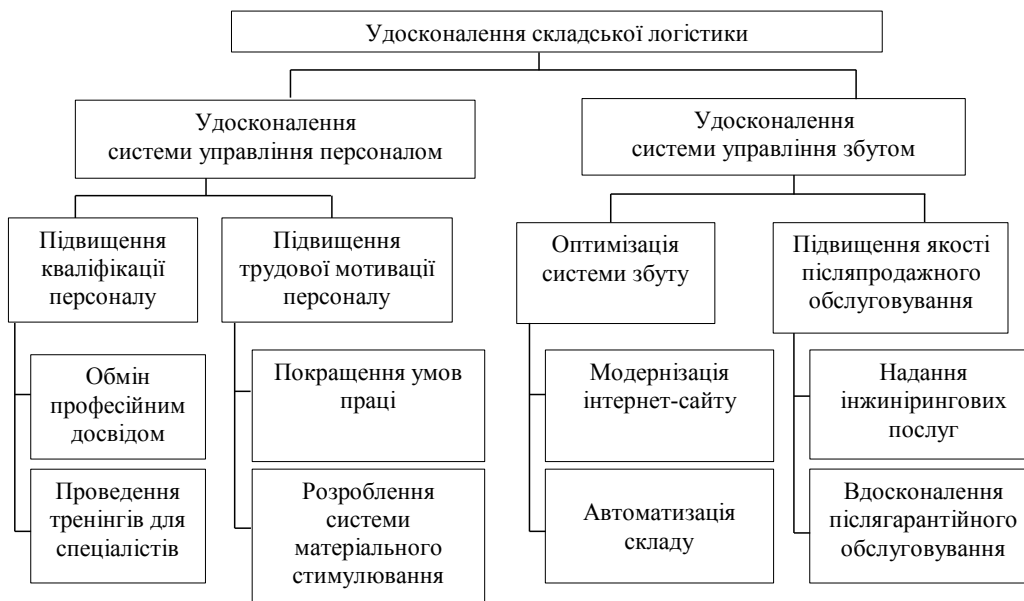 Удосконалення складської логістики
Удосконалення
системи управління персоналом
Удосконалення
системи управління збутом
Підвищення
кваліфікації
персоналу
Підвищення
трудової мотивації
персоналу
Оптимізація
системи збуту
Підвищення якості
післяпродажного
обслуговування
Обмін
професійним
досвідом
Покращення умов
праці
Модернізація
інтернет-сайту
Надання
інжинірингових
послуг
Проведення
тренінгів для
спеціалістів
Розроблення
системи
матеріального
стимулювання
Автоматизація
складу
Вдосконалення
післягарантійного
обслуговування